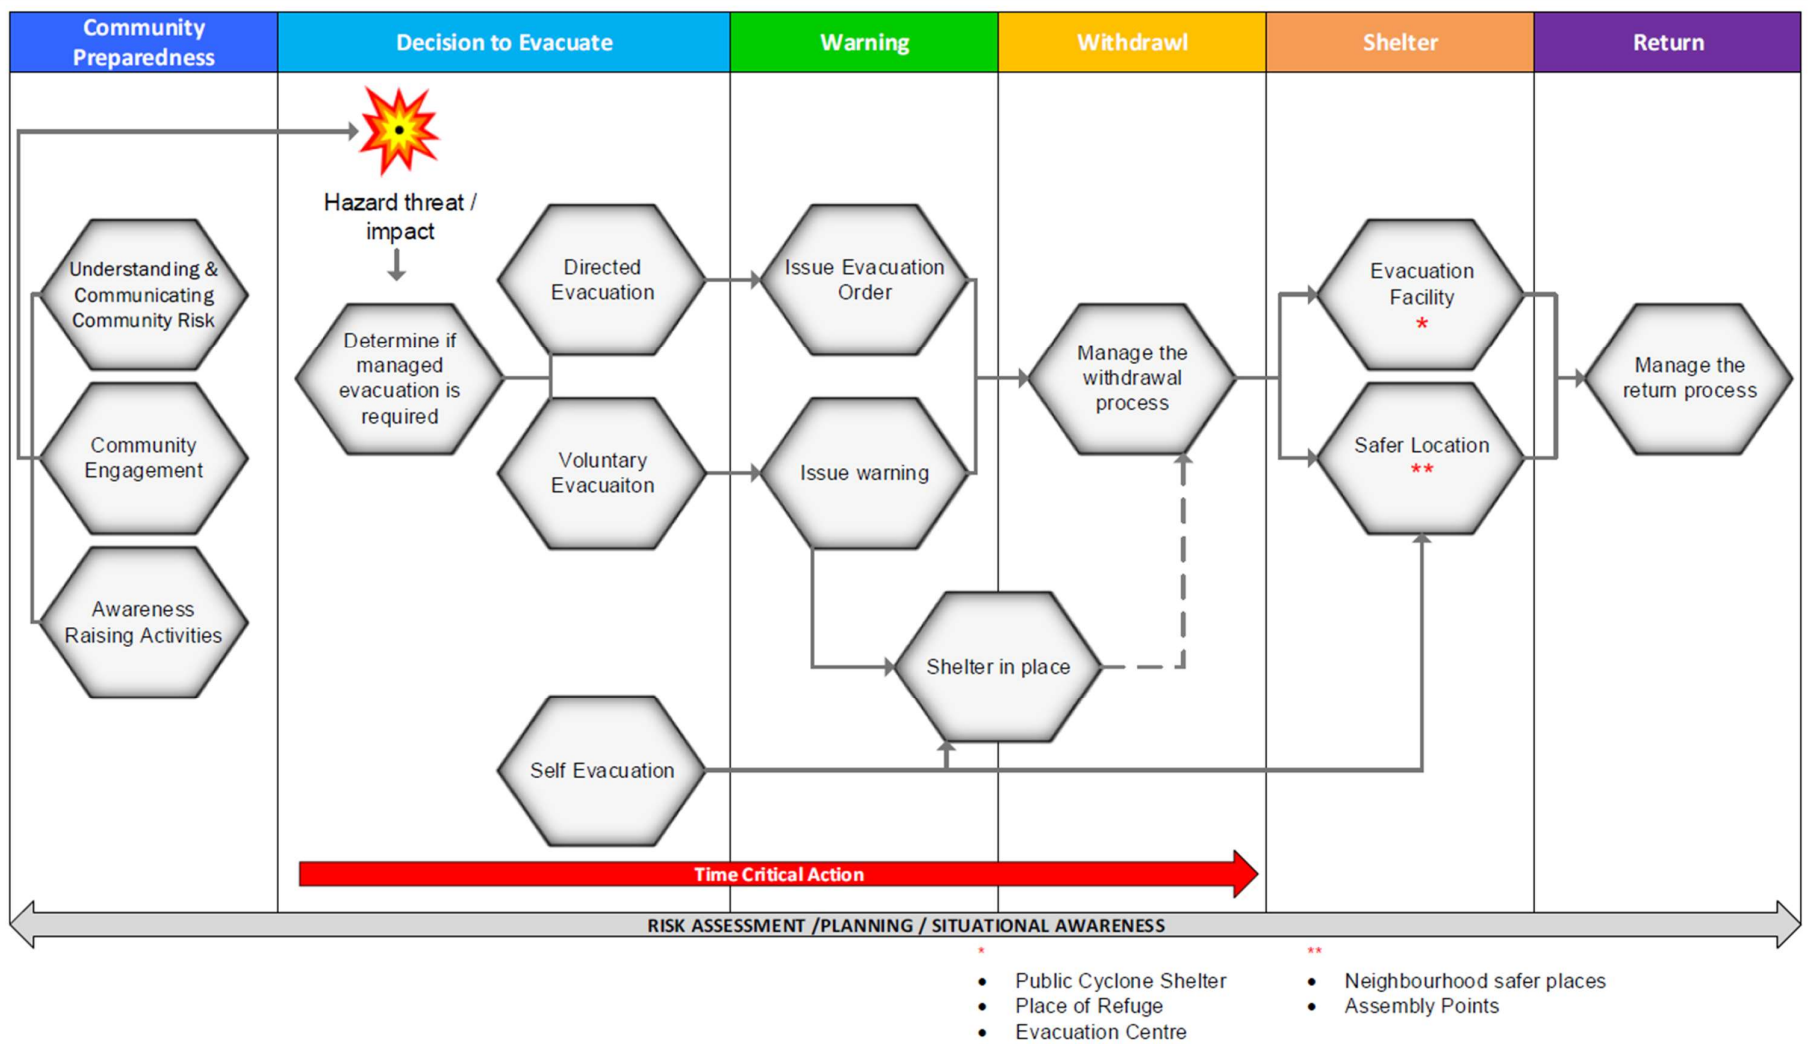 Community
Preparedness
Decision to Evacuate
Warning
Withdrawl
Shelter
Return
Hazard threat /
impact
Understanding &
Communicating
Community Risk
Community
Engagement
Awareness
Raising Activities
Determine if
managed
evacuation is
required
Directed
Evacuation
Voluntary
Evacuaiton
Self Evacuation
Issue Evacuation
Order
Issue warning
Shelter in place
Manage the
withdrawal
process
Evacuation
Facility
*
Safer Location
**
Manage the
return process
Time Critical Action
RISK ASSESSMENT /PLANNING / SITUATIONAL AWARENESS
*
• Public Cyclone Shelter
• Place of Refuge
• Evacuation Centre
**
• Neighbourhood safer places
• Assembly Points